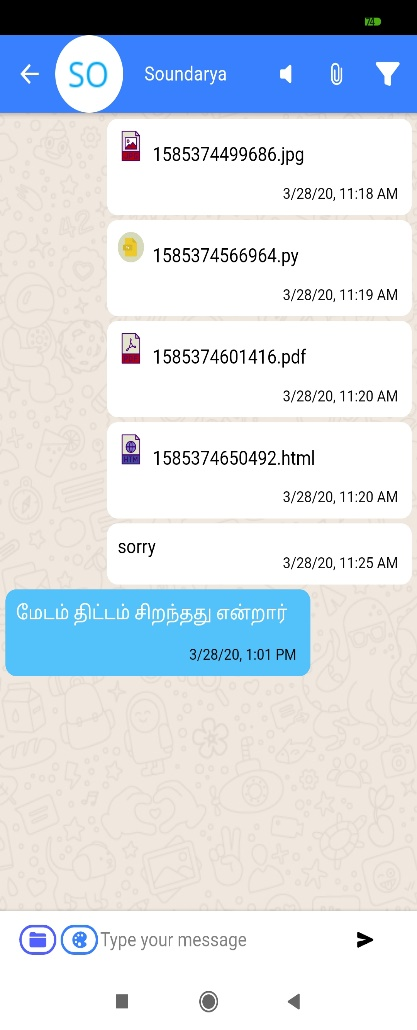 74
SO
Soundarya
1585374499686.jpg
3/28/20, 11:18 AM
1585374566964.py
3/28/20, 11:19 AM
1585374601416.pdf
3/28/20, 11:20 AM
1585374650492.html
3/28/20, 11:20 AM
sorry
3/28/20, 11:25 AM
மேடம் திட்டம் சிறந்தது என்றார்
3/28/20, 1:01 PM
Type your message